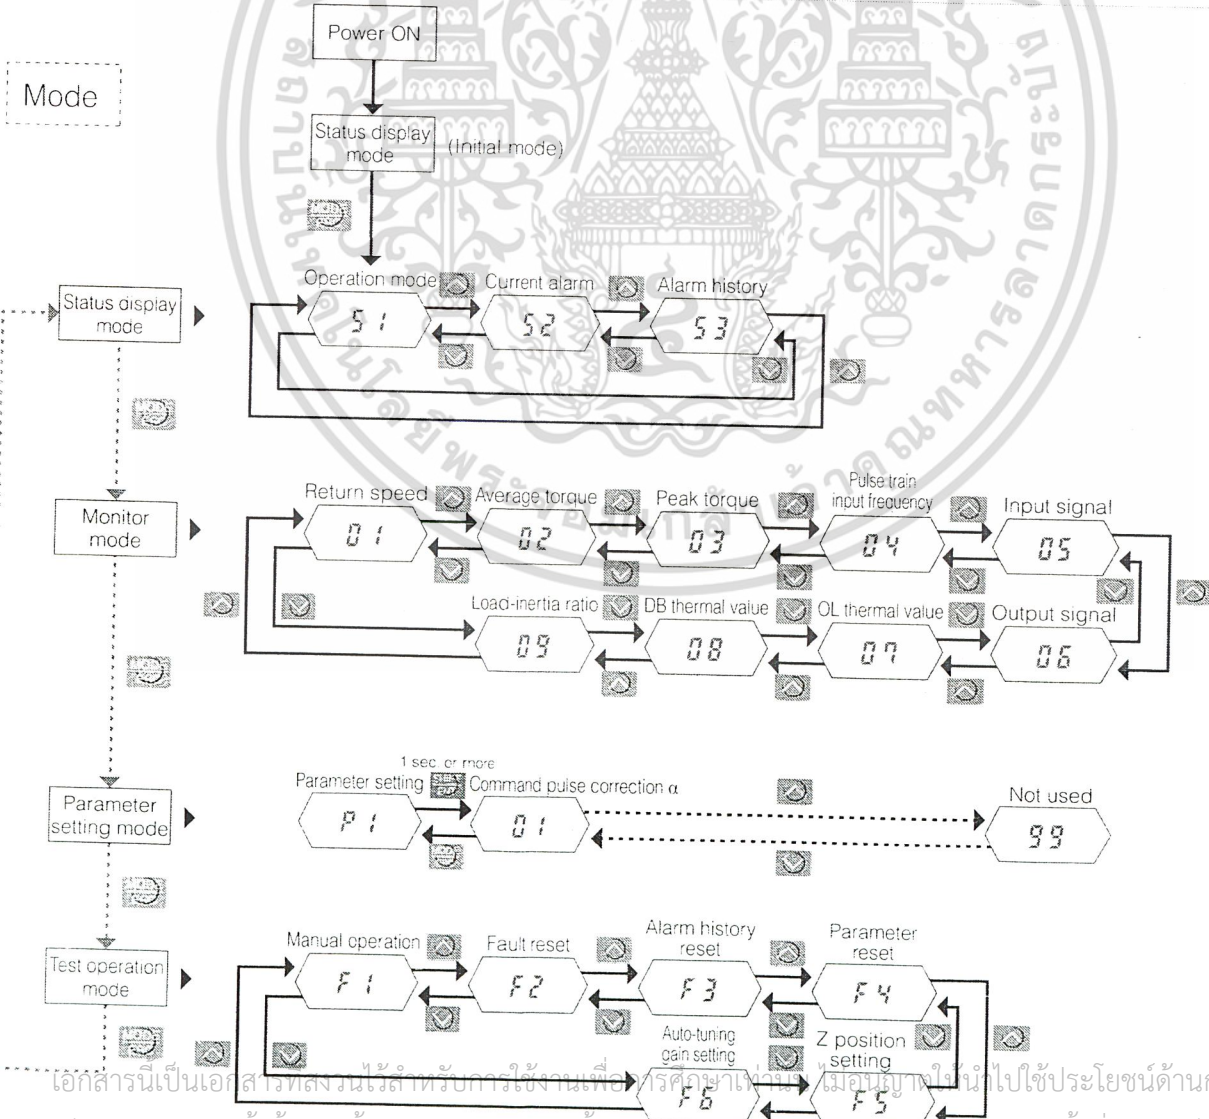 Power ON
Mode
Status display
mode
(Initial mode)
Operation mode
Current alarm
Alarm history
Status display
mode
S1
S2
S3
Return speed
Average torque
Peak torque
Pulse train
input frequency
Input signal
Monitor
mode
01
02
03
04
05
Load-inertia ratio
DB thermal value
OL thermal value
Output signal
09
08
07
06
1 sec. or more
Parameter setting
Command pulse correction α
Not used
Parameter
setting mode
P1
01
99
Manual operation
Fault reset
Alarm history
reset
Parameter
reset
Test operation
mode
F1
F2
F3
F4
Auto-tuning
gain setting
Z position
setting
F6
F5
เอกสารนี้เป็นเอกสารที่สงวนไว้สำหรับการใช้งานเพื่อการศึกษาเท่านั้น ไม่อนุญาตให้นำไปใช้ประโยชน์ด้าน